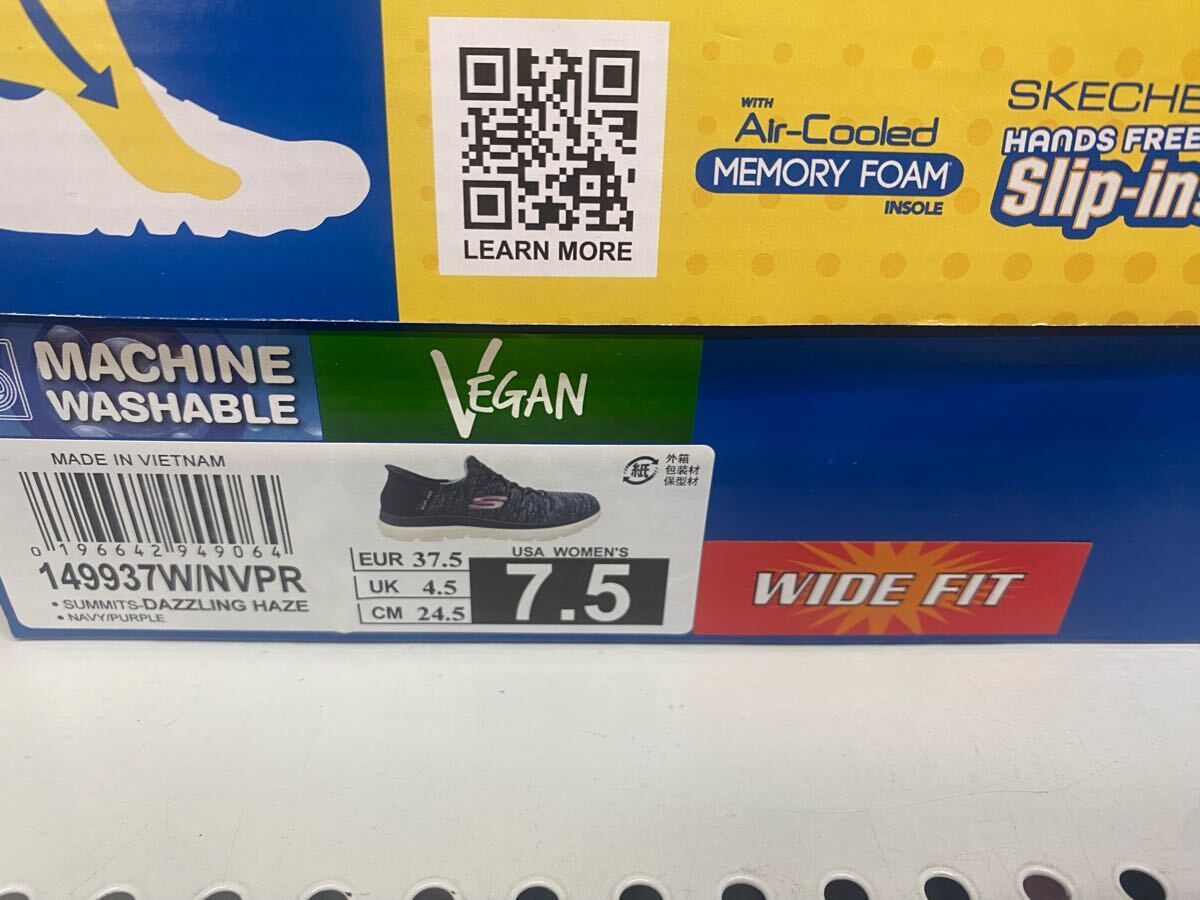 LEARN MORE
WITH
Air-Cooled
MEMORY FOAM
INSOLE
SKECHE
HANDS FREE
Slip-ins
MACHINE
WASHABLE
VEGAN
MADE IN VIETNAM
0 196642 949064
149937W/NVPR
• SUMMITS-DAZZLING HAZE
• NAVY/PURPLE
紙
外箱
包装材
保型材
EUR 37.5
UK 4.5
CM 24.5
USA WOMEN'S
7.5
WIDE FIT